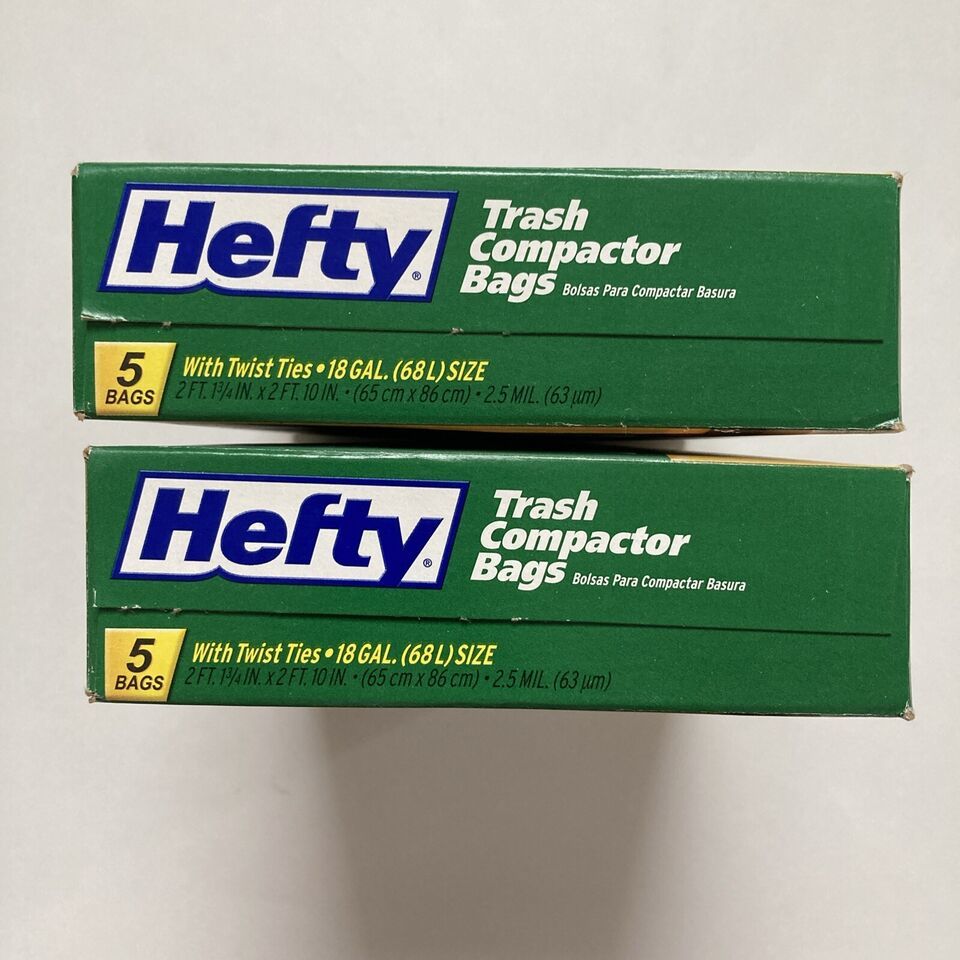 Hefty®
Trash
Compactor
Bags Bolsas Para Compactar Basura
5
BAGS
With Twist Ties • 18 GAL. (68 L) SIZE
2 FT. 1¾ IN. x 2 FT. 10 IN. • (65 cm x 86 cm) • 2.5 MIL. (63 µm)
Hefty®
Trash
Compactor
Bags Bolsas Para Compactar Basura
5
BAGS
With Twist Ties • 18 GAL. (68 L) SIZE
2 FT. 1¾ IN. x 2 FT. 10 IN. • (65 cm x 86 cm) • 2.5 MIL. (63 µm)